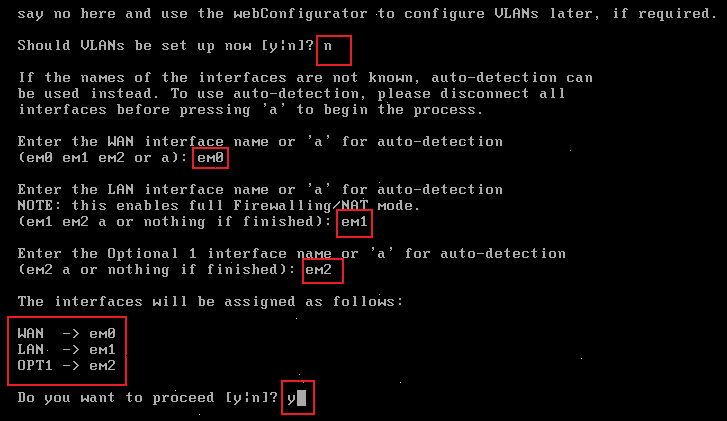 say no here and use the webConfigurator to configure VLANs later, if required.
Should VLANs be set up now [y|n]? n
If the names of the interfaces are not known, auto-detection can
be used instead. To use auto-detection, please disconnect all
interfaces before pressing 'a' to begin the process.
Enter the WAN interface name or 'a' for auto-detection
(em0 em1 em2 or a): em0
Enter the LAN interface name or 'a' for auto-detection
NOTE: this enables full Firewalling/NAT mode.
(em1 em2 a or nothing if finished): em1
Enter the Optional 1 interface name or 'a' for auto-detection
(em2 a or nothing if finished): em2
The interfaces will be assigned as follows:
WAN  -> em0
LAN  -> em1
OPT1 -> em2
Do you want to proceed [y|n]? y